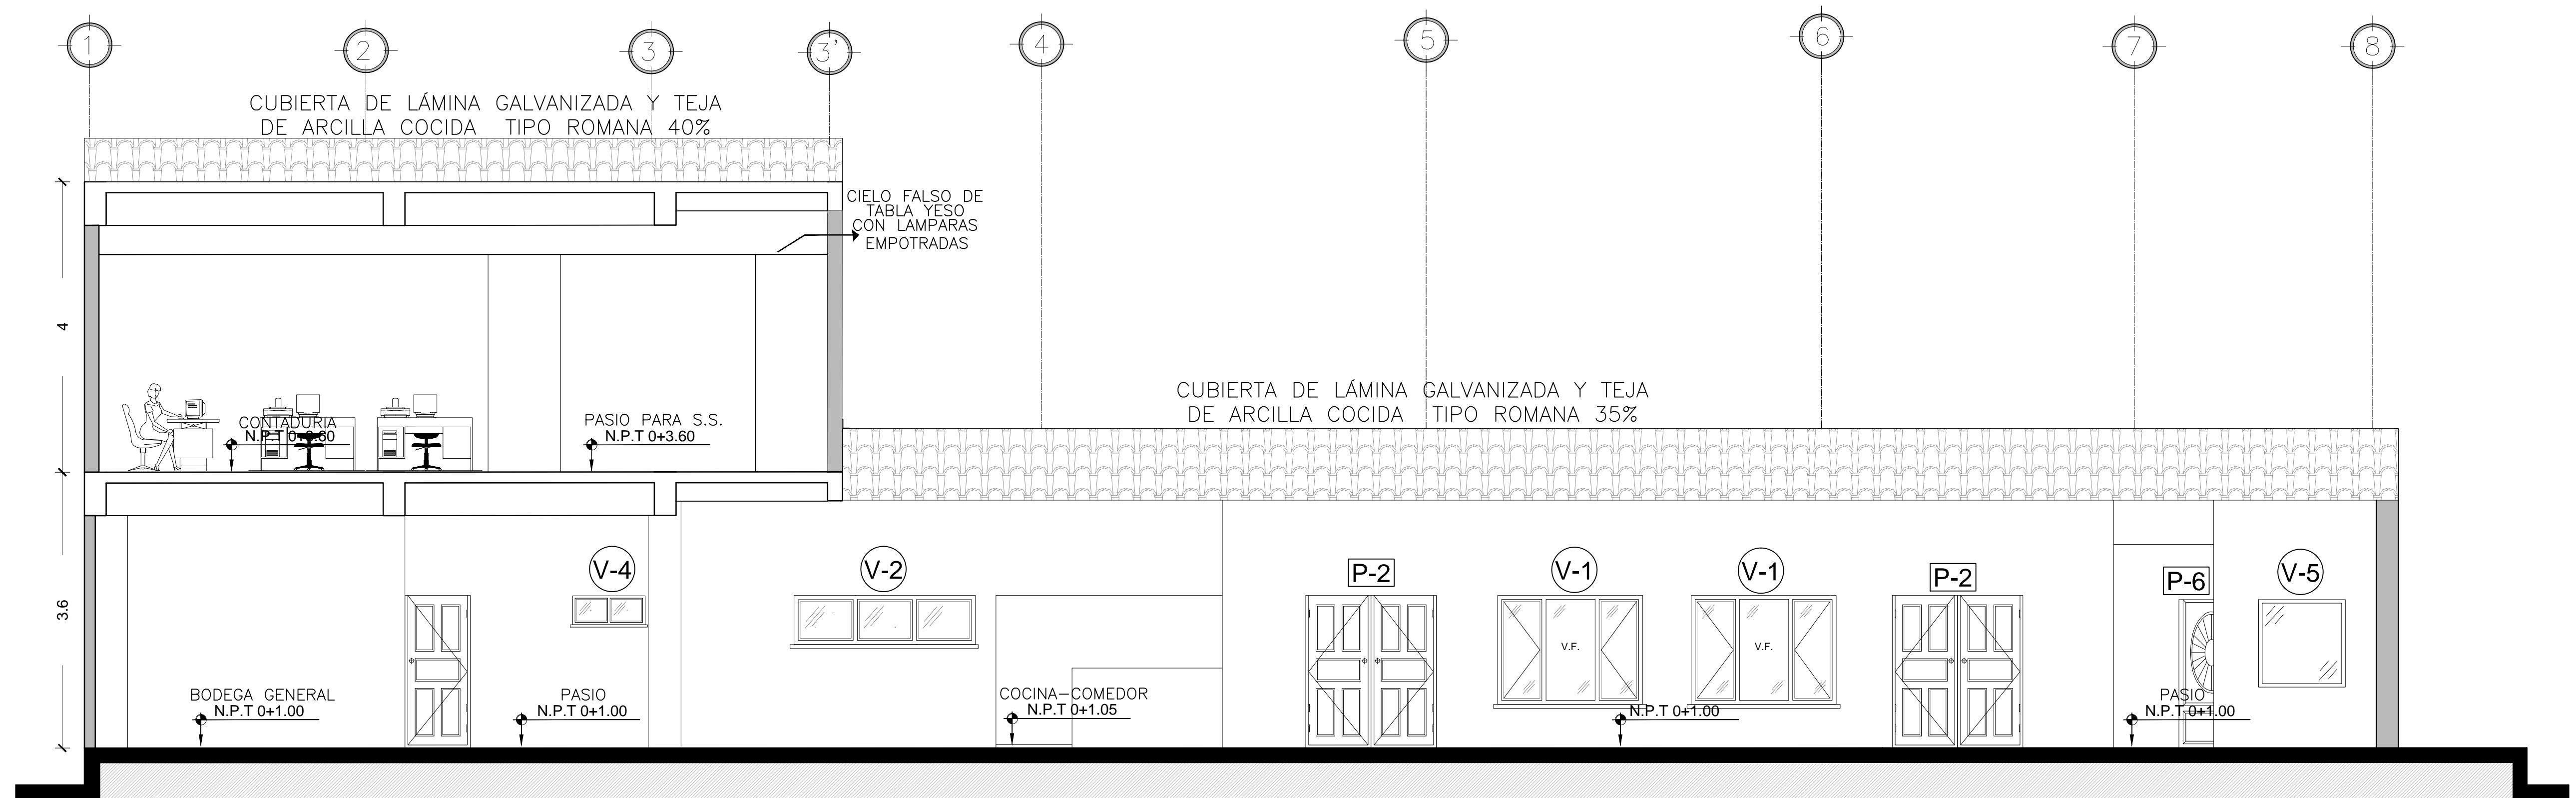 1 2 3 3' 4 5 6 7 8
CUBIERTA DE LÁMINA GALVANIZADA Y TEJA
DE ARCILLA COCIDA TIPO ROMANA 40%
CIELO FALSO DE
TABLA YESO
CON LAMPARAS
EMPOTRADAS
4
CUBIERTA DE LÁMINA GALVANIZADA Y TEJA
DE ARCILLA COCIDA TIPO ROMANA 35%
CONTADURIA
N.P.T 0+3.60
PASIO PARA S.S.
N.P.T 0+3.60
3.6
V-4
V-2
P-2
V-1
V-1
P-2
P-6
V-5
V.F.
V.F.
BODEGA GENERAL
N.P.T 0+1.00
PASIO
N.P.T 0+1.00
COCINA-COMEDOR
N.P.T 0+1.05
N.P.T 0+1.00
PASIO
N.P.T 0+1.00